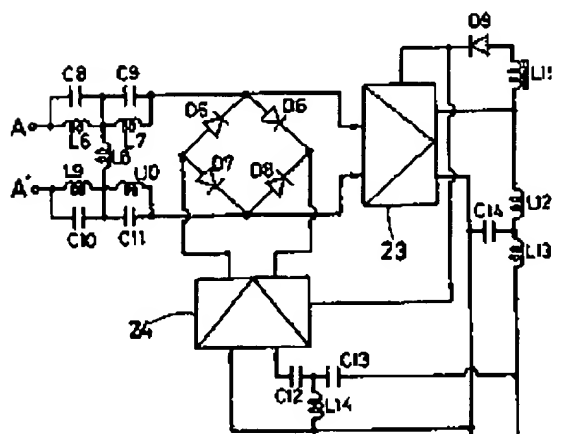 D9
C8 C9
L11
D5 D6
A
L6 L7
L8
D7 D8
L9 L10
A'
C14 L12
C10 C11
23
L13
24
C13
C12
L14